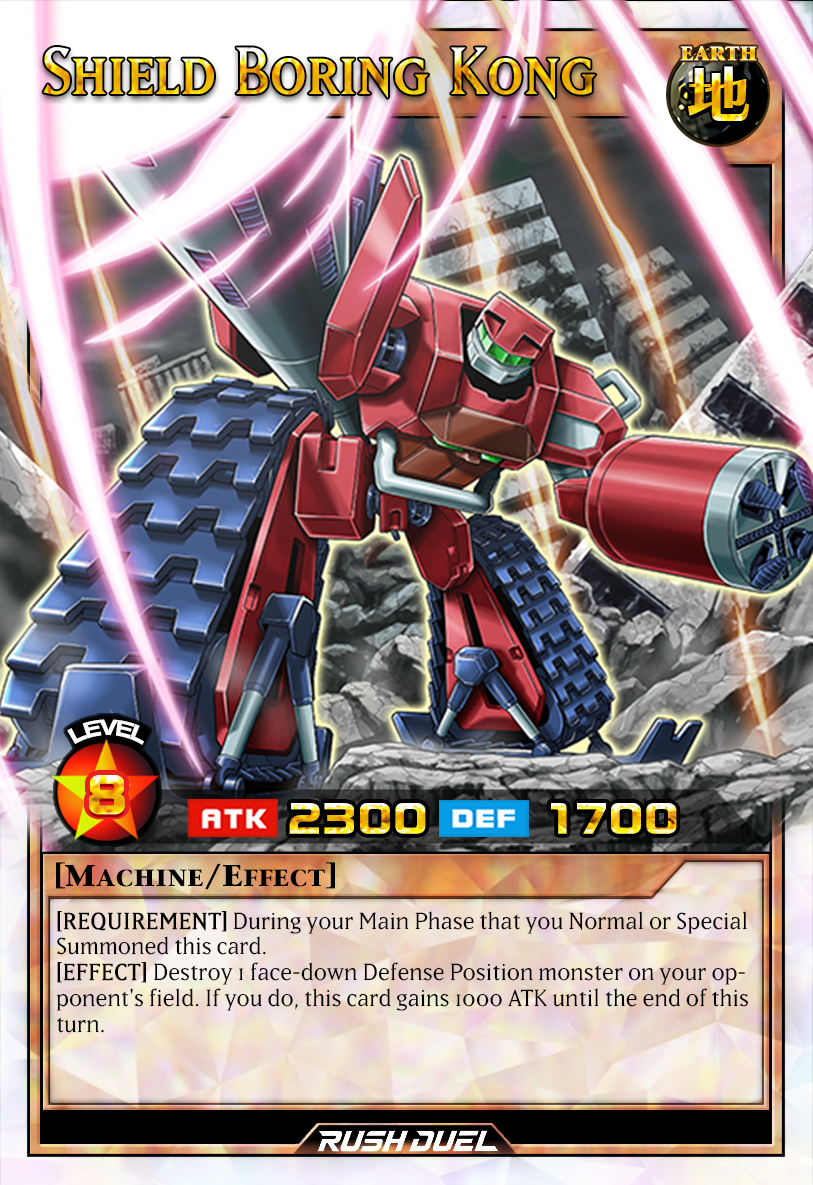 Shield Boring Kong
EARTH
地
LEVEL
8
ATK 2300 DEF 1700
[Machine/Effect]
[REQUIREMENT] During your Main Phase that you Normal or Special
Summoned this card.
[EFFECT] Destroy 1 face-down Defense Position monster on your op-
ponent's field. If you do, this card gains 1000 ATK until the end of this
turn.
RUSH DUEL